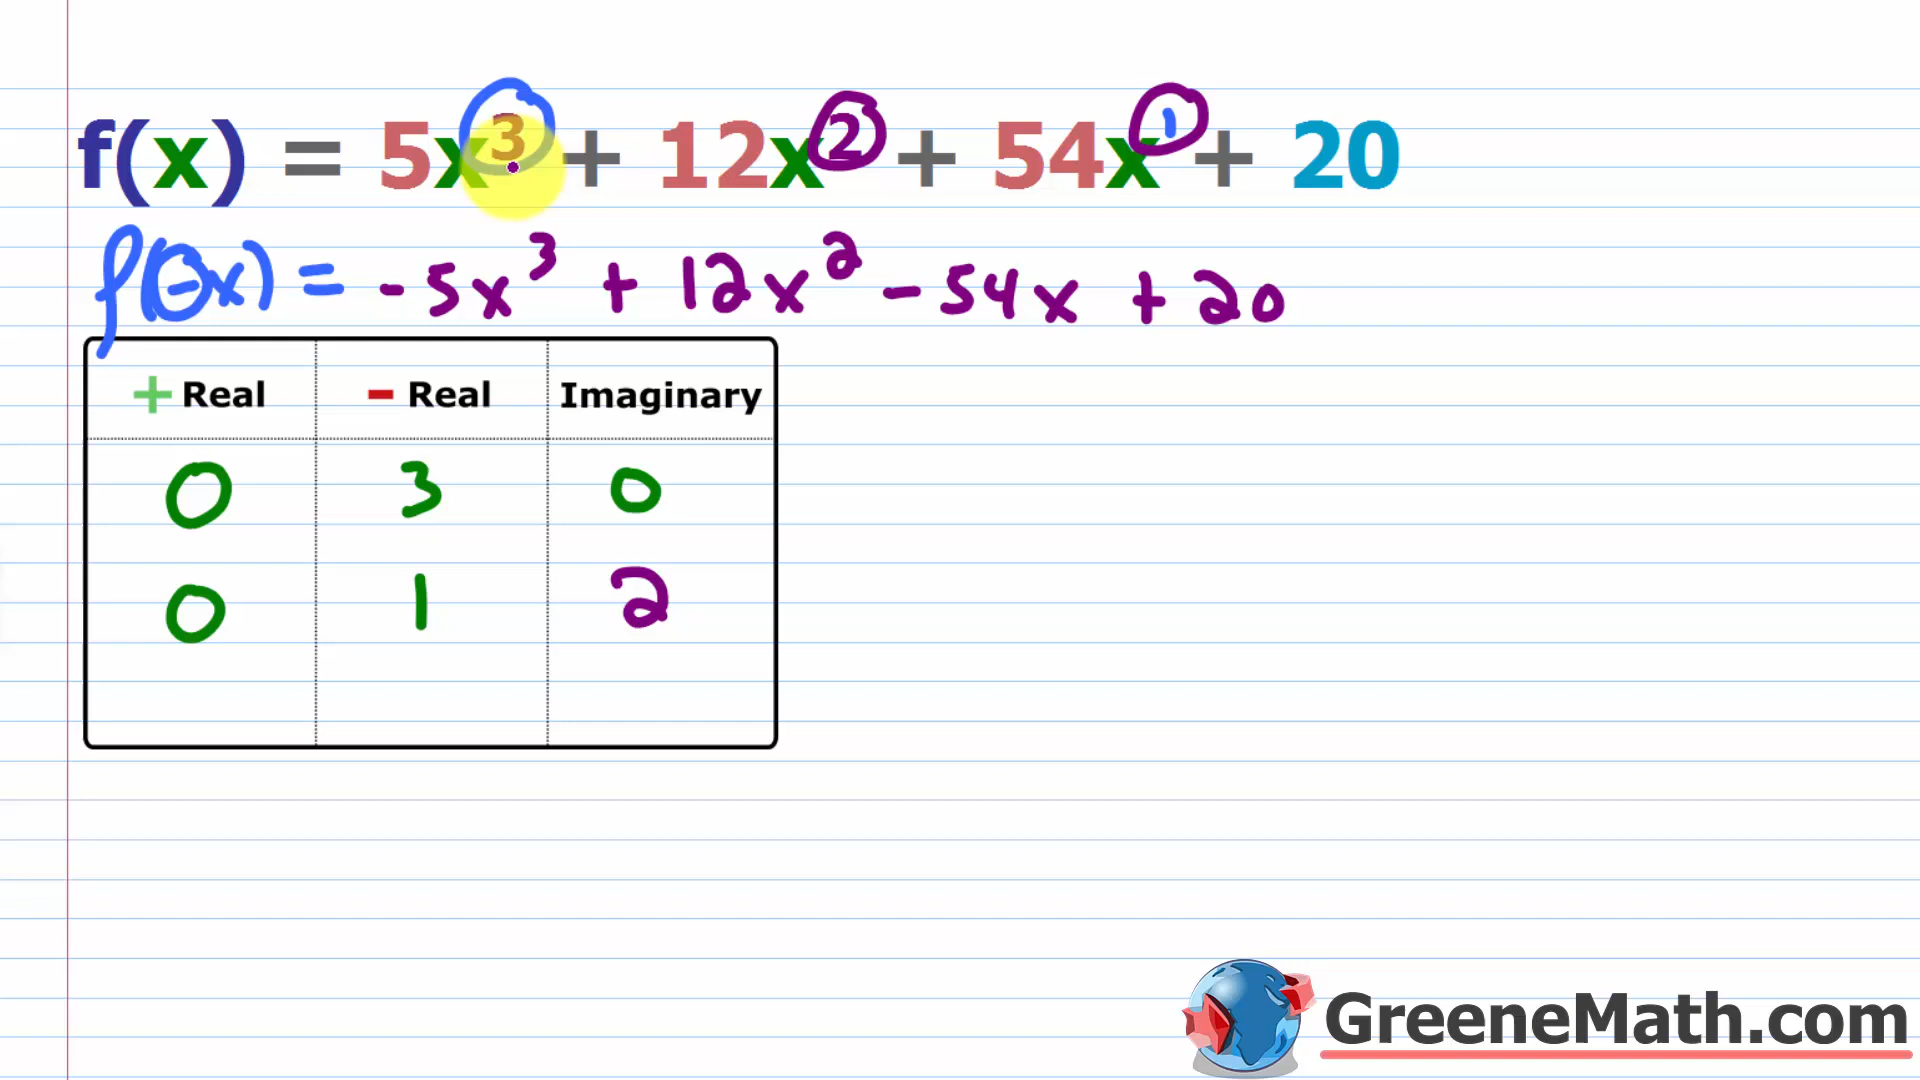 f(x) = 5x³ + 12x² + 54x¹ + 20
f(-x) = -5x³ + 12x² - 54x + 20
+ Real - Real Imaginary
0 3 0
0 1 2
GreeneMath.com